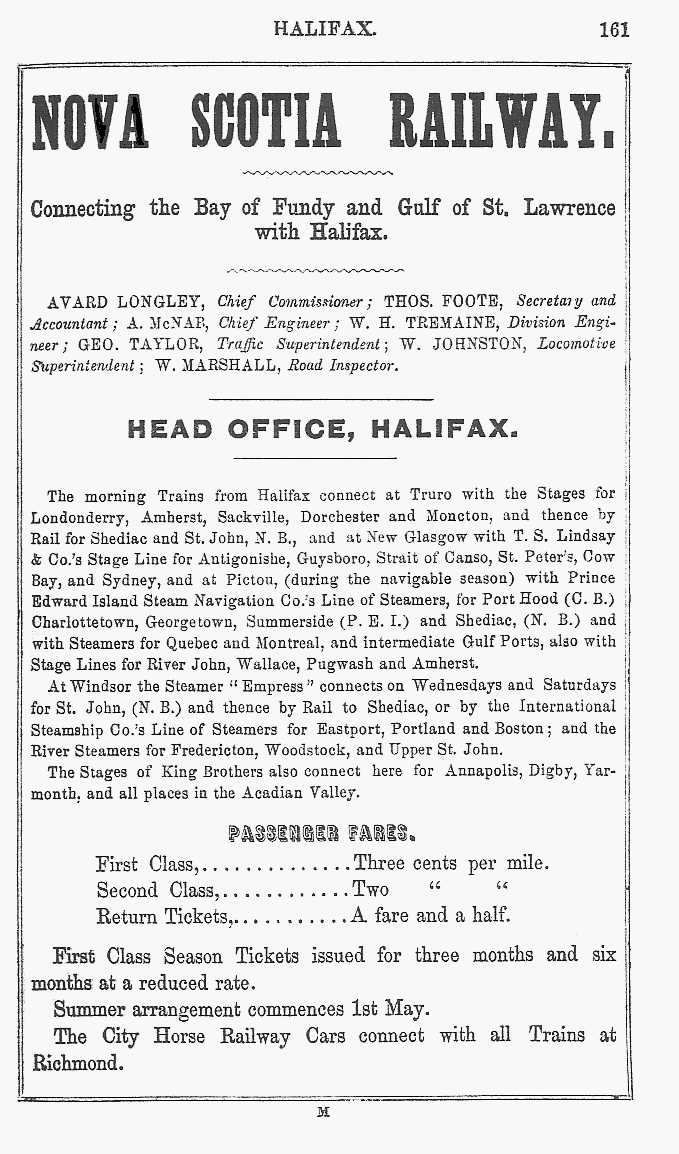 HALIFAX. 161
NOVA SCOTIA RAILWAY.
Connecting the Bay of Fundy and Gulf of St. Lawrence
with Halifax.
AVARD LONGLEY, Chief Commissioner; THOS. FOOTE, Secretary and
Accountant; A. McNAB, Chief Engineer; W. H. TREMAINE, Division Engi-
neer; GEO. TAYLOR, Traffic Superintendent; W. JOHNSTON, Locomotive
Superintendent; W. MARSHALL, Road Inspector.
HEAD OFFICE, HALIFAX.
The morning Trains from Halifax connect at Truro with the Stages for
Londonderry, Amherst, Sackville, Dorchester and Moncton, and thence by
Rail for Shediac and St. John, N. B., and at New Glasgow with T. S. Lindsay
& Co.'s Stage Line for Antigonishe, Guysboro, Strait of Canso, St. Peter's, Cow
Bay, and Sydney, and at Pictou, (during the navigable season) with Prince
Edward Island Steam Navigation Co.'s Line of Steamers, for Port Hood (C. B.)
Charlottetown, Georgetown, Summerside (P. E. I.) and Shediac, (N. B.) and
with Steamers for Quebec and Montreal, and intermediate Gulf Ports, also with
Stage Lines for River John, Wallace, Pugwash and Amherst.
At Windsor the Steamer "Empress" connects on Wednesdays and Saturdays
for St. John, (N. B.) and thence by Rail to Shediac, or by the International
Steamship Co.'s Line of Steamers for Eastport, Portland and Boston; and the
River Steamers for Fredericton, Woodstock, and Upper St. John.
The Stages of King Brothers also connect here for Annapolis, Digby, Yar-
month, and all places in the Acadian Valley.
PASSENGER FARES.
First Class,..............Three cents per mile.
Second Class,............Two " "
Return Tickets,...........A fare and a half.
First Class Season Tickets issued for three months and six
months at a reduced rate.
Summer arrangement commences 1st May.
The City Horse Railway Cars connect with all Trains at
Richmond.
M